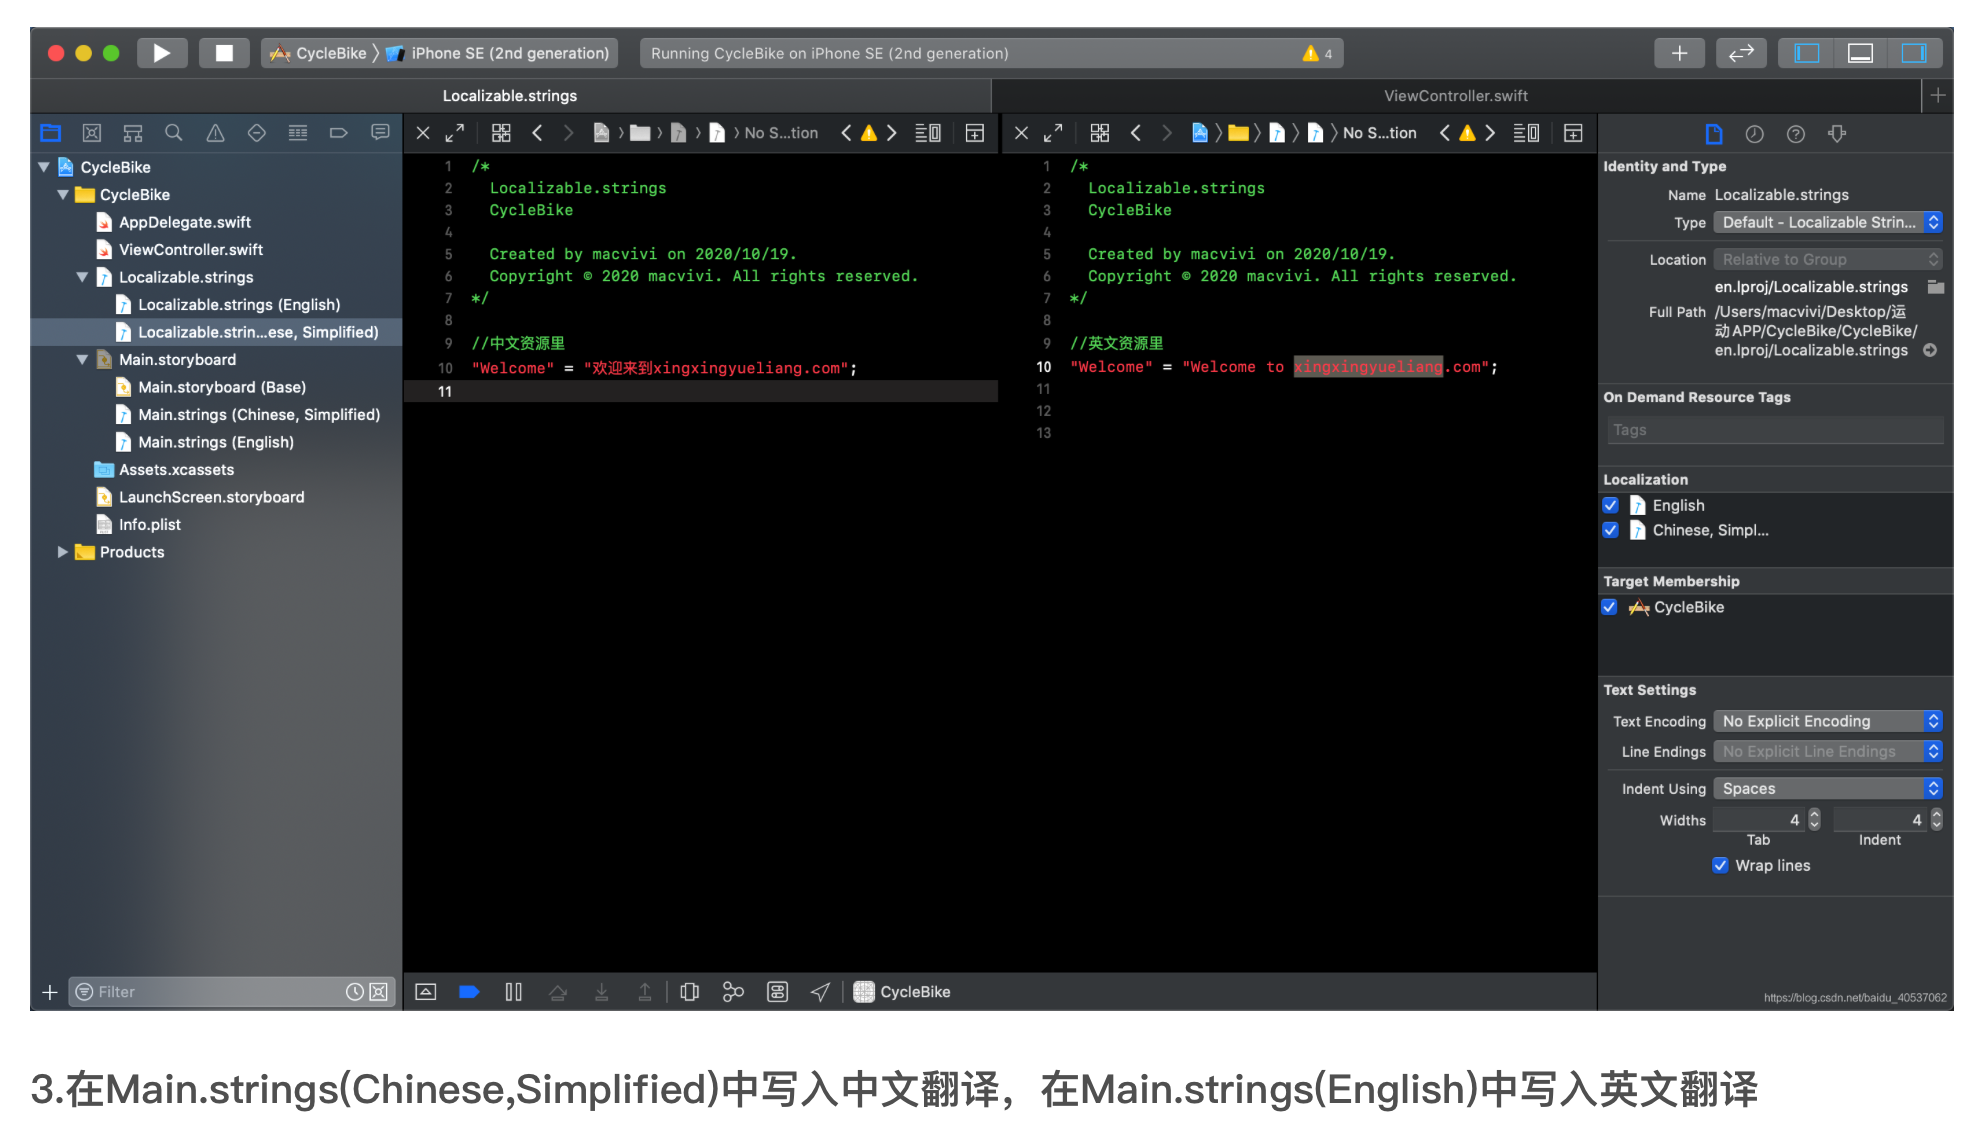 CycleBike 〉 iPhone SE (2nd generation)
Running CycleBike on iPhone SE (2nd generation)
4
Localizable.strings
ViewController.swift
No S...tion
No S...tion
CycleBike
CycleBike
AppDelegate.swift
ViewController.swift
Localizable.strings
Localizable.strings (English)
Localizable.strin...ese, Simplified)
Main.storyboard
Main.storyboard (Base)
Main.strings (Chinese, Simplified)
Main.strings (English)
Assets.xcassets
LaunchScreen.storyboard
Info.plist
Products
Filter
1 /*
2 Localizable.strings
3 CycleBike
4
5 Created by macvivi on 2020/10/19.
6 Copyright © 2020 macvivi. All rights reserved.
7 */
8
9 //中文资源里
10 "Welcome" = "欢迎来到xingxingyueliang.com";
11
1 /*
2 Localizable.strings
3 CycleBike
4
5 Created by macvivi on 2020/10/19.
6 Copyright © 2020 macvivi. All rights reserved.
7 */
8
9 //英文资源里
10 "Welcome" = "Welcome to xingxingyueliang.com";
11
12
13
CycleBike
Identity and Type
Name Localizable.strings
Type Default - Localizable Strin...
Location Relative to Group
en.lproj/Localizable.strings
Full Path /Users/macvivi/Desktop/运
动APP/CycleBike/CycleBike/
en.lproj/Localizable.strings
On Demand Resource Tags
Tags
Localization
English
Chinese, Simpl...
Target Membership
CycleBike
Text Settings
Text Encoding No Explicit Encoding
Line Endings No Explicit Line Endings
Indent Using Spaces
Widths 4 4
Tab Indent
Wrap lines
https://blog.csdn.net/baidu_40537062
3.在Main.strings(Chinese,Simplified)中写入中文翻译，在Main.strings(English)中写入英文翻译